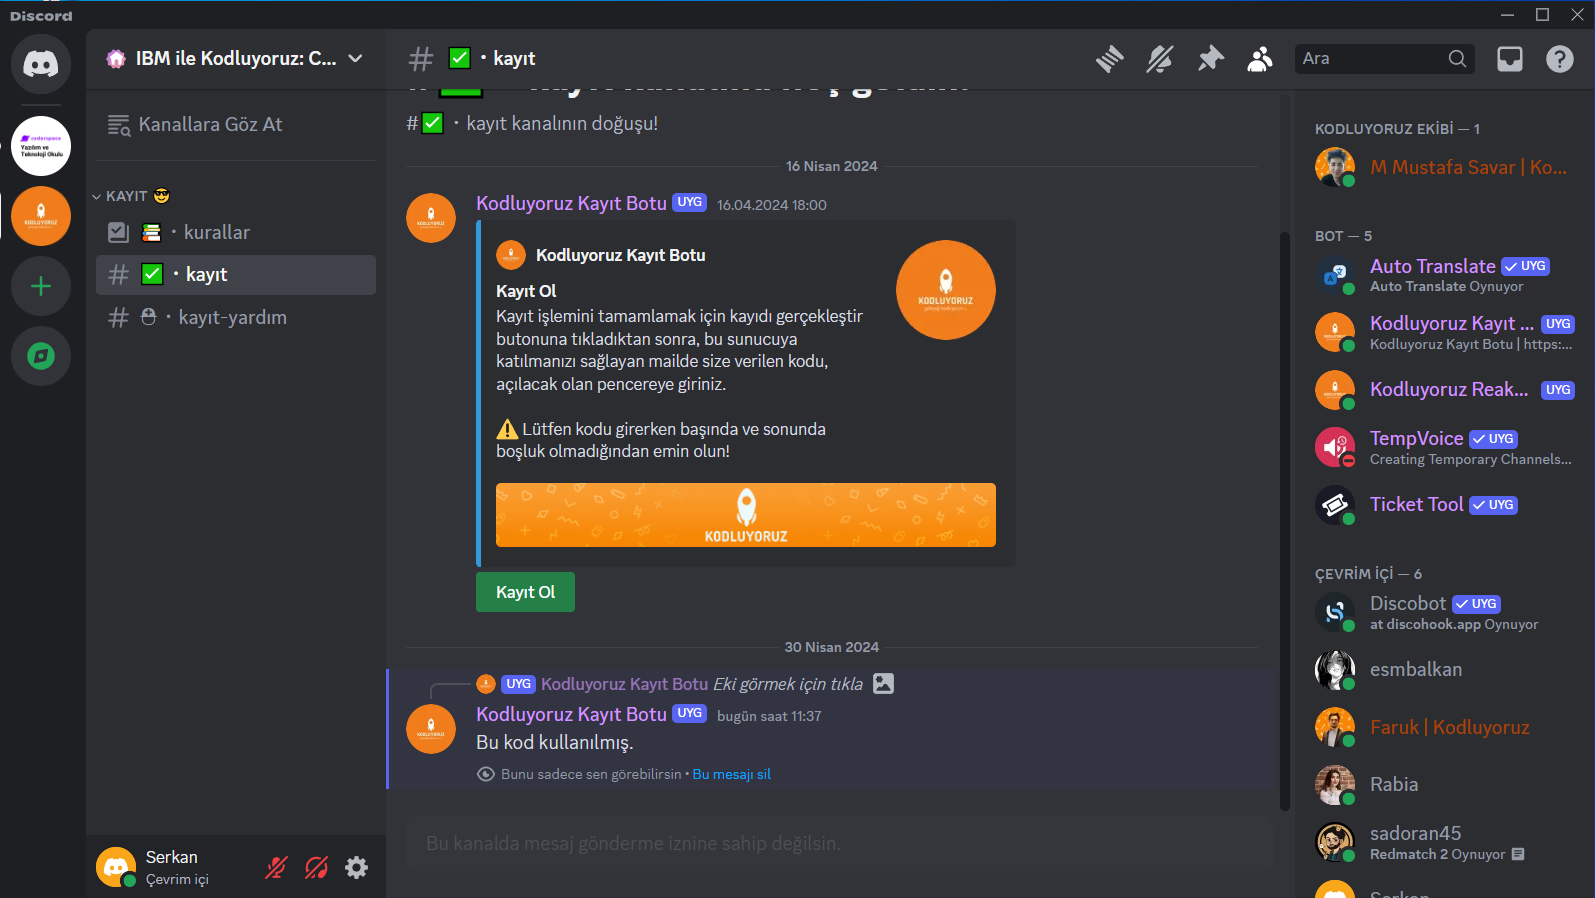 Discord
IBM ile Kodluyoruz: C...
✅ • kayıt
Ara
Kanallara Göz At
KAYIT 😎
📚 • kurallar
# ✅ • kayıt
# • kayıt-yardım
coderspace
Yazılım ve
Teknoloji Okulu
KODLUYORUZ
#✅ • kayıt kanalının doğuşu!
16 Nisan 2024
Kodluyoruz Kayıt Botu UYG 16.04.2024 18:00
Kodluyoruz Kayıt Botu
Kayıt Ol
Kayıt işlemini tamamlamak için kayıdı gerçekleştir
butonuna tıkladıktan sonra, bu sunucuya
katılmanızı sağlayan mailde size verilen kodu,
açılacak olan pencereye giriniz.
⚠️ Lütfen kodu girerken başında ve sonunda
boşluk olmadığından emin olun!
KODLUYORUZ
KODLUYORUZ
Kayıt Ol
30 Nisan 2024
UYG Kodluyoruz Kayıt Botu Eki görmek için tıkla
Kodluyoruz Kayıt Botu UYG bugün saat 11:37
Bu kod kullanılmış.
Bunu sadece sen görebilirsin • Bu mesajı sil
Bu kanalda mesaj gönderme iznine sahip değilsin.
Serkan
Çevrim içi
KODLUYORUZ EKİBİ — 1
M Mustafa Savar | Ko...
BOT — 5
Auto Translate ✓ UYG
Auto Translate Oynuyor
Kodluyoruz Kayıt ... UYG
Kodluyoruz Kayıt Botu | https:...
Kodluyoruz Reak... UYG
TempVoice ✓ UYG
Creating Temporary Channels...
Ticket Tool ✓ UYG
ÇEVRİM İÇİ — 6
Discobot ✓ UYG
at discohook.app Oynuyor
esmbalkan
Faruk | Kodluyoruz
Rabia
sadoran45
Redmatch 2 Oynuyor
Serkan